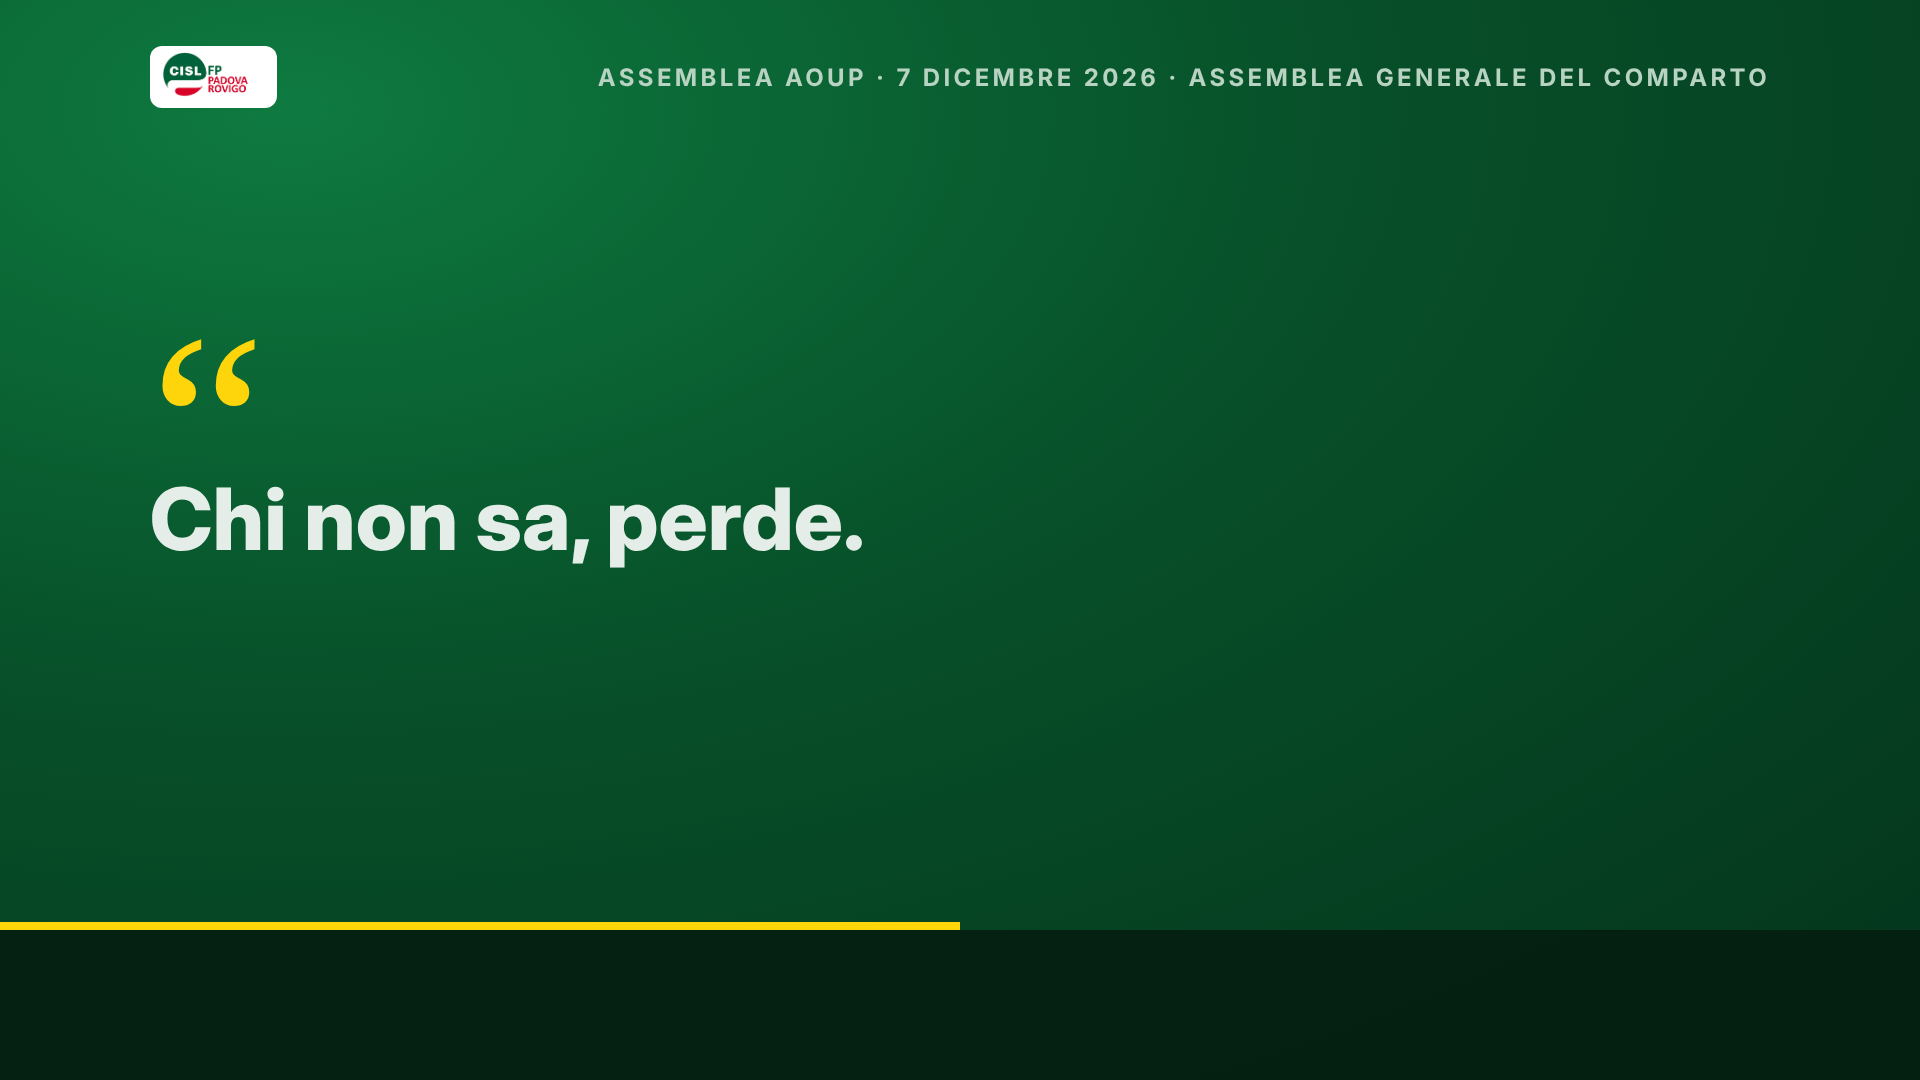 CISL FP
PADOVA
ROVIGO
ASSEMBLEA AOUP · 7 DICEMBRE 2026 · ASSEMBLEA GENERALE DEL COMPARTO
“
Chi non sa, perde.